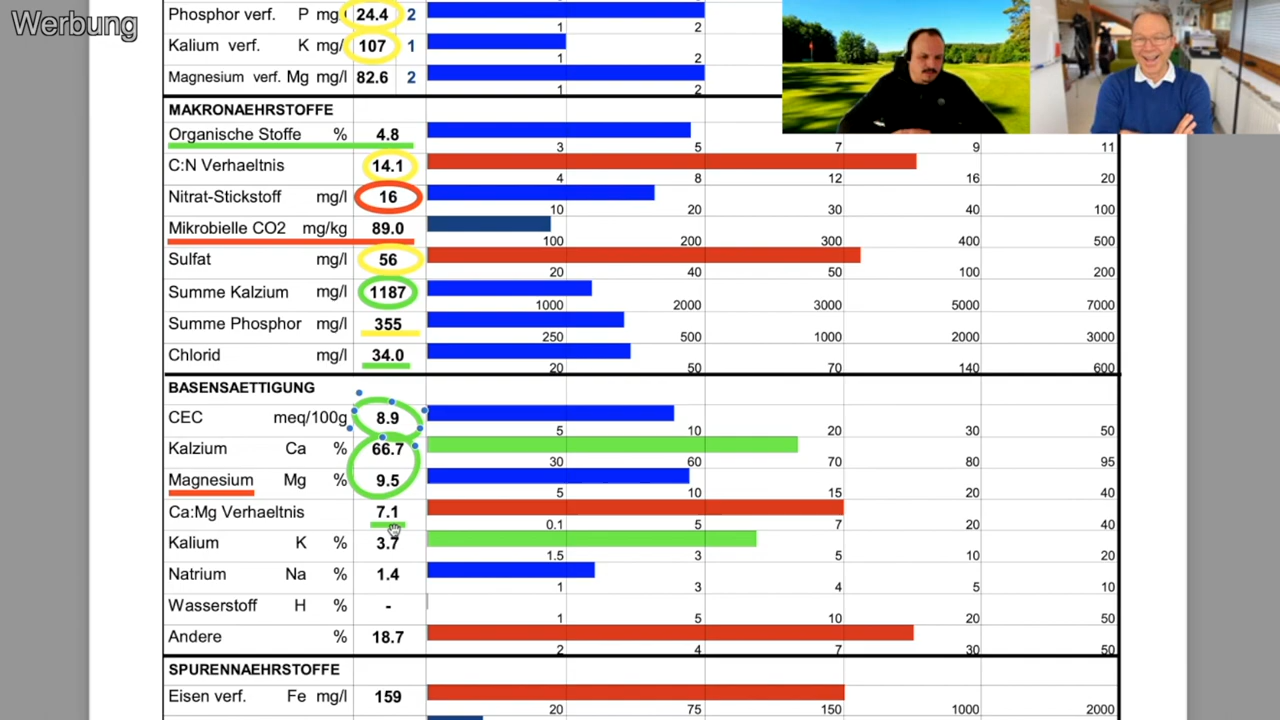 Werbung
Phosphor verf. P mg/ 24.4 2
1 2
Kalium verf. K mg/ 107 1
1 2
Magnesium verf. Mg mg/l 82.6 2
1 2
MAKRONAEHRSTOFFE
Organische Stoffe % 4.8
3 5 7 9 11
C:N Verhaeltnis 14.1
4 8 12 16 20
Nitrat-Stickstoff mg/l 16
10 20 30 40 100
Mikrobielle CO2 mg/kg 89.0
100 200 300 400 500
Sulfat mg/l 56
20 40 50 100 200
Summe Kalzium mg/l 1187
1000 2000 3000 5000 7000
Summe Phosphor mg/l 355
250 500 1000 2000 3000
Chlorid mg/l 34.0
20 50 70 140 600
BASENSAETTIGUNG
CEC meq/100g 8.9
5 10 20 30 50
Kalzium Ca % 66.7
30 60 70 80 95
Magnesium Mg % 9.5
5 10 15 20 40
Ca:Mg Verhaeltnis 7.1
0.1 5 7 20 40
Kalium K % 3.7
1.5 3 5 10 20
Natrium Na % 1.4
1 3 4 5 10
Wasserstoff H % -
1 5 10 20 50
Andere % 18.7
2 4 7 30 50
SPURENNAEHRSTOFFE
Eisen verf. Fe mg/l 159
20 75 150 1000 2000